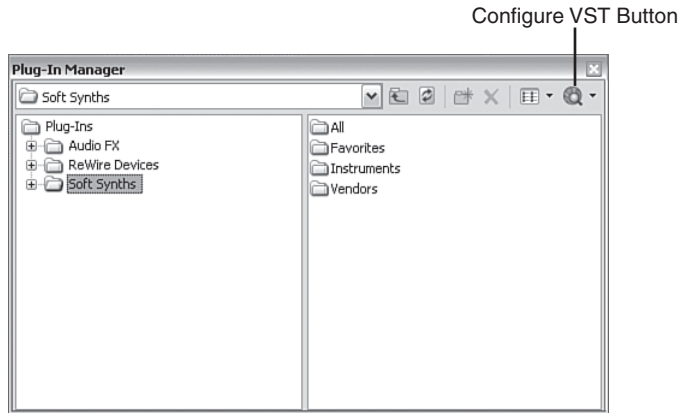 Configure VST Button
Plug-In Manager
Soft Synths
Plug-Ins
Audio FX
ReWire Devices
Soft Synths
All
Favorites
Instruments
Vendors